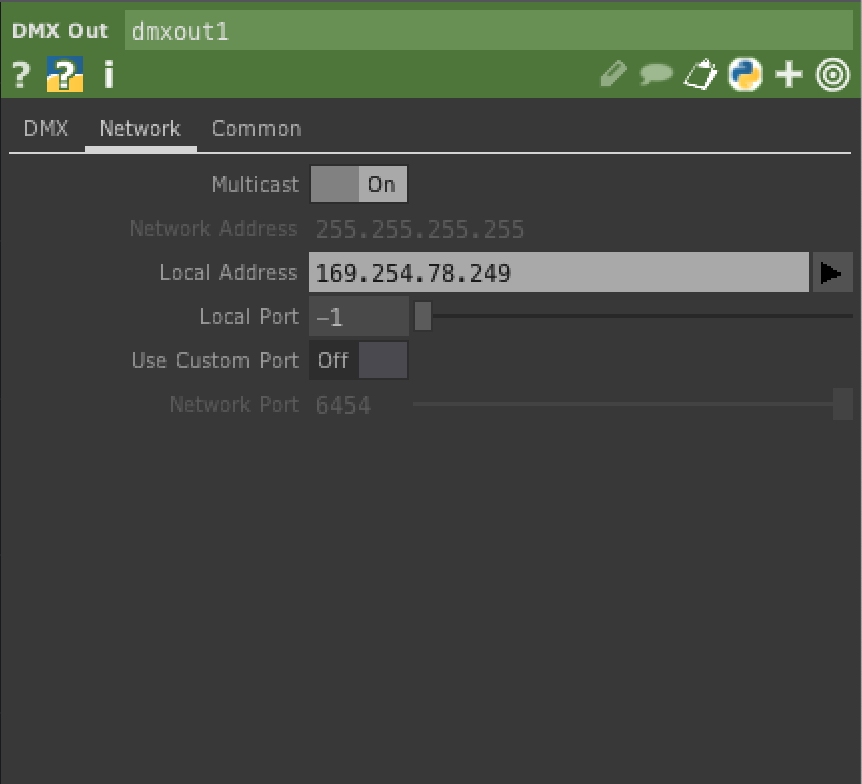 DMX Out dmxout1
? ? i
DMX Network Common
Multicast On
Network Address 255.255.255.255
Local Address 169.254.78.249
Local Port -1
Use Custom Port Off
Network Port 6454